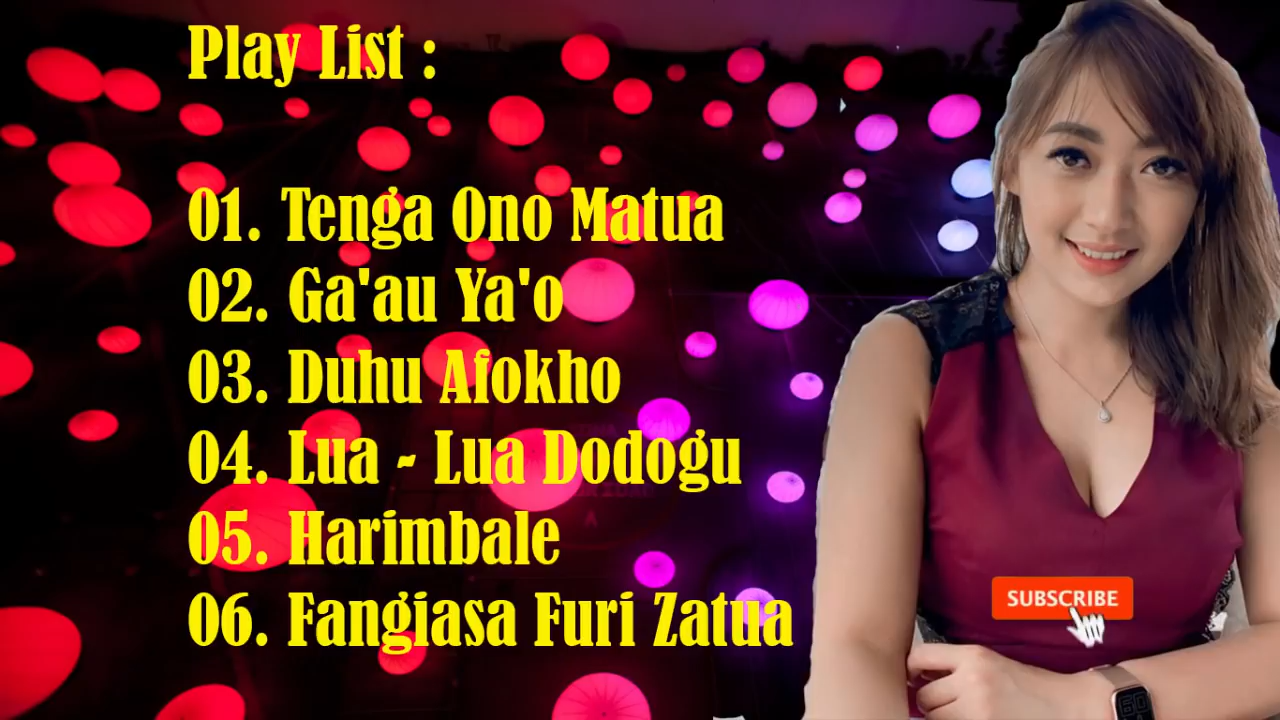 Play List :
01. Tenga Ono Matua
02. Ga'au Ya'o
03. Duhu Afokho
04. Lua - Lua Dodogu
05. Harimbale
06. Fangiasa Furi Zatua
SUBSCRIBE